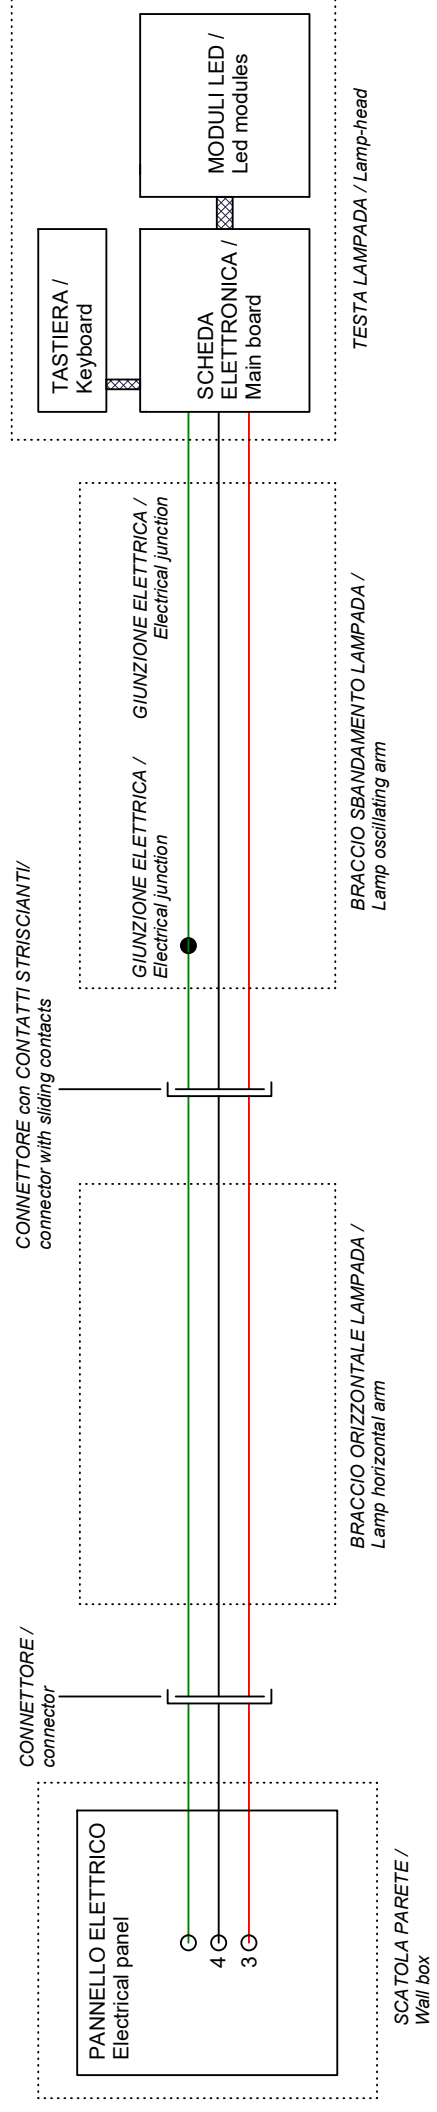 PANNELLO ELETTRICO
Electrical panel
4
3
SCATOLA PARETE /
Wall box
CONNETTORE /
connector
BRACCIO ORIZZONTALE LAMPADA /
Lamp horizontal arm
CONNETTORE con CONTATTI STRISCIANTI/
connector with sliding contacts
GIUNZIONE ELETTRICA /
Electrical junction
GIUNZIONE ELETTRICA /
Electrical junction
BRACCIO SBANDAMENTO LAMPADA /
Lamp oscillating arm
TASTIERA /
Keyboard
SCHEDA
ELETTRONICA /
Main board
MODULI LED /
Led modules
TESTA LAMPADA / Lamp-head